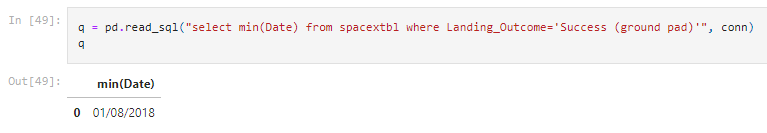 In [49]: q = pd.read_sql("select min(Date) from spacextbl where Landing_Outcome='Success (ground pad)'", conn)
q
Out[49]:
min(Date)
0 01/08/2018